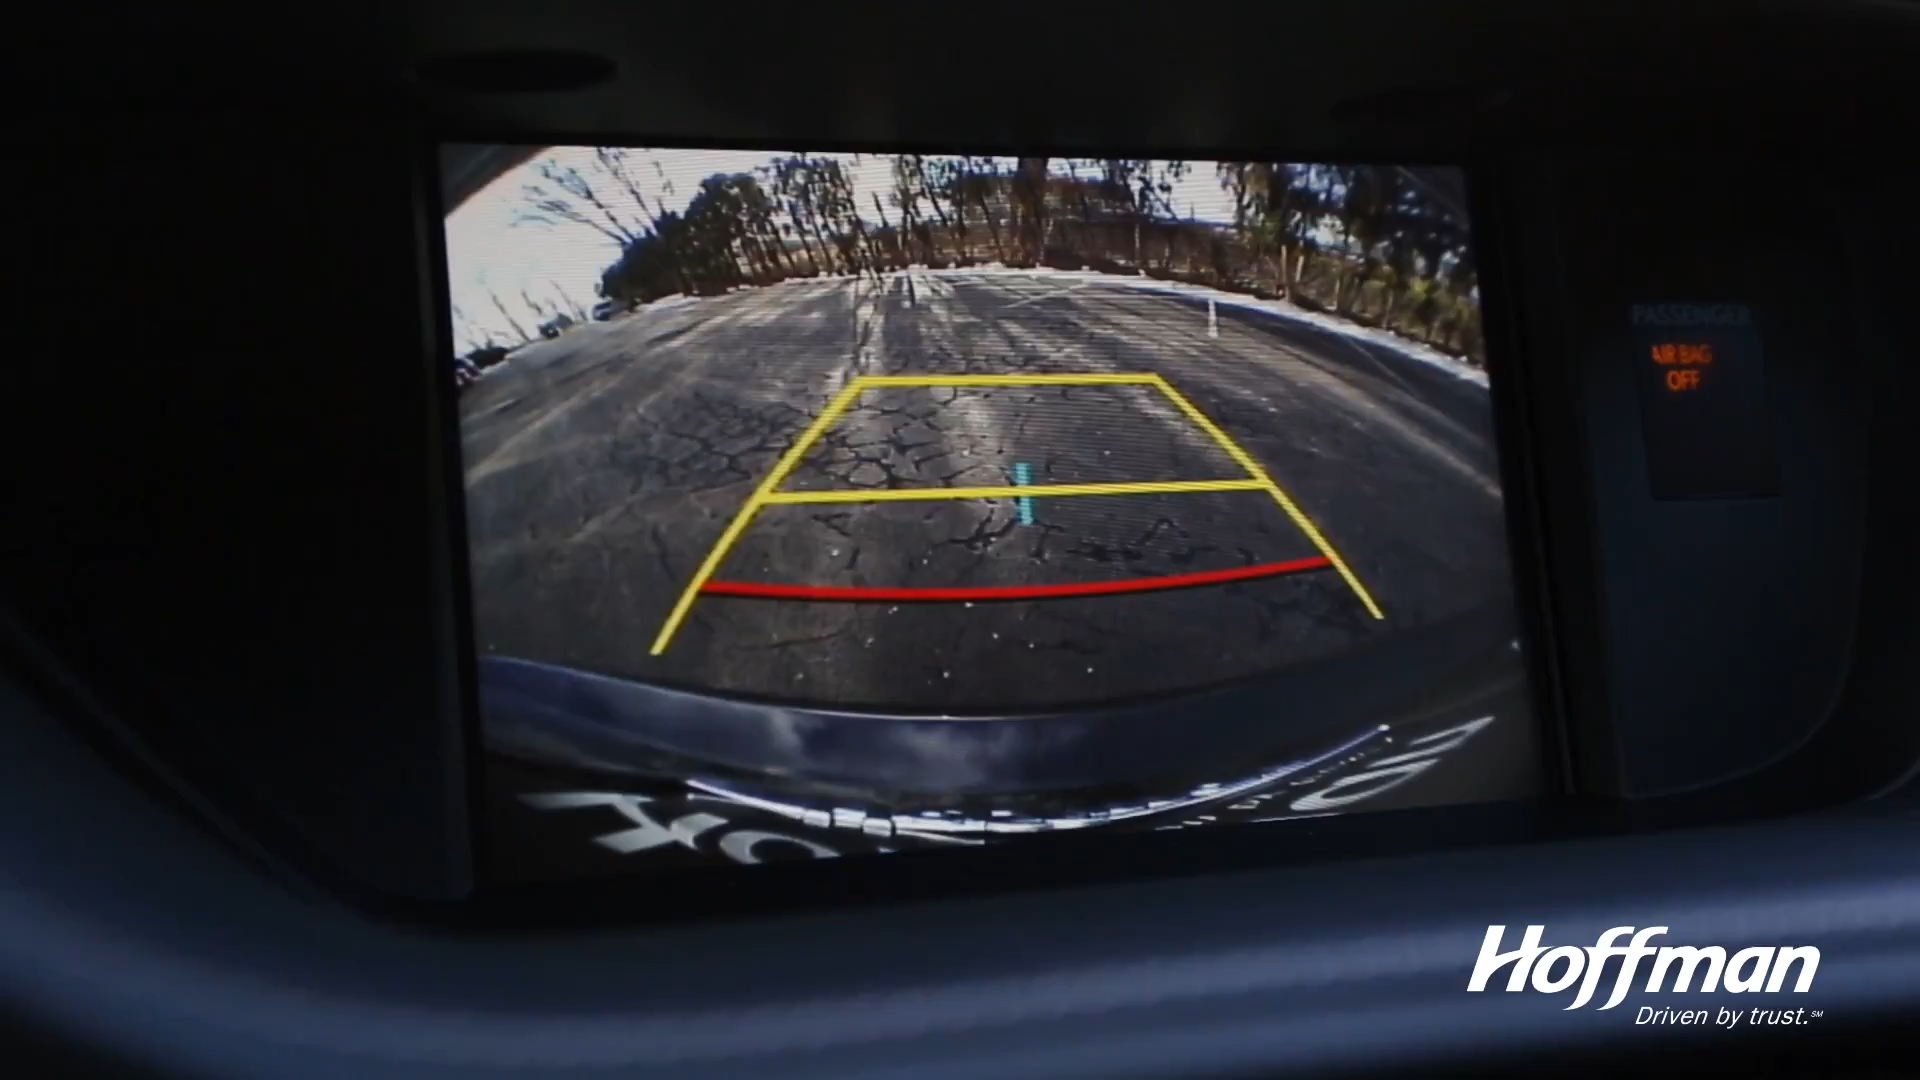 PASSENGER
AIR BAG
OFF
Hoffman
Driven by trust.℠